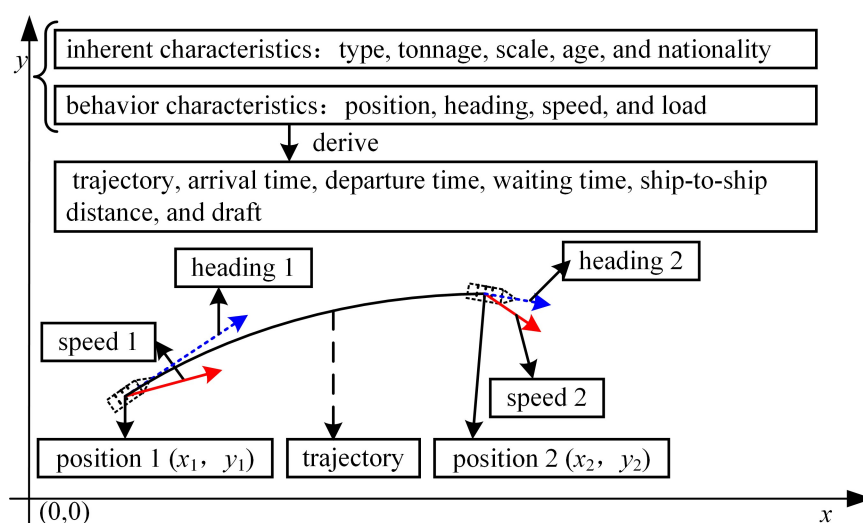 y
inherent characteristics：type, tonnage, scale, age, and nationality
behavior characteristics：position, heading, speed, and load
derive
trajectory, arrival time, departure time, waiting time, ship-to-ship
distance, and draft
heading 1
heading 2
speed 1
speed 2
position 1 (x₁，y₁)
trajectory
position 2 (x₂，y₂)
(0,0)
x